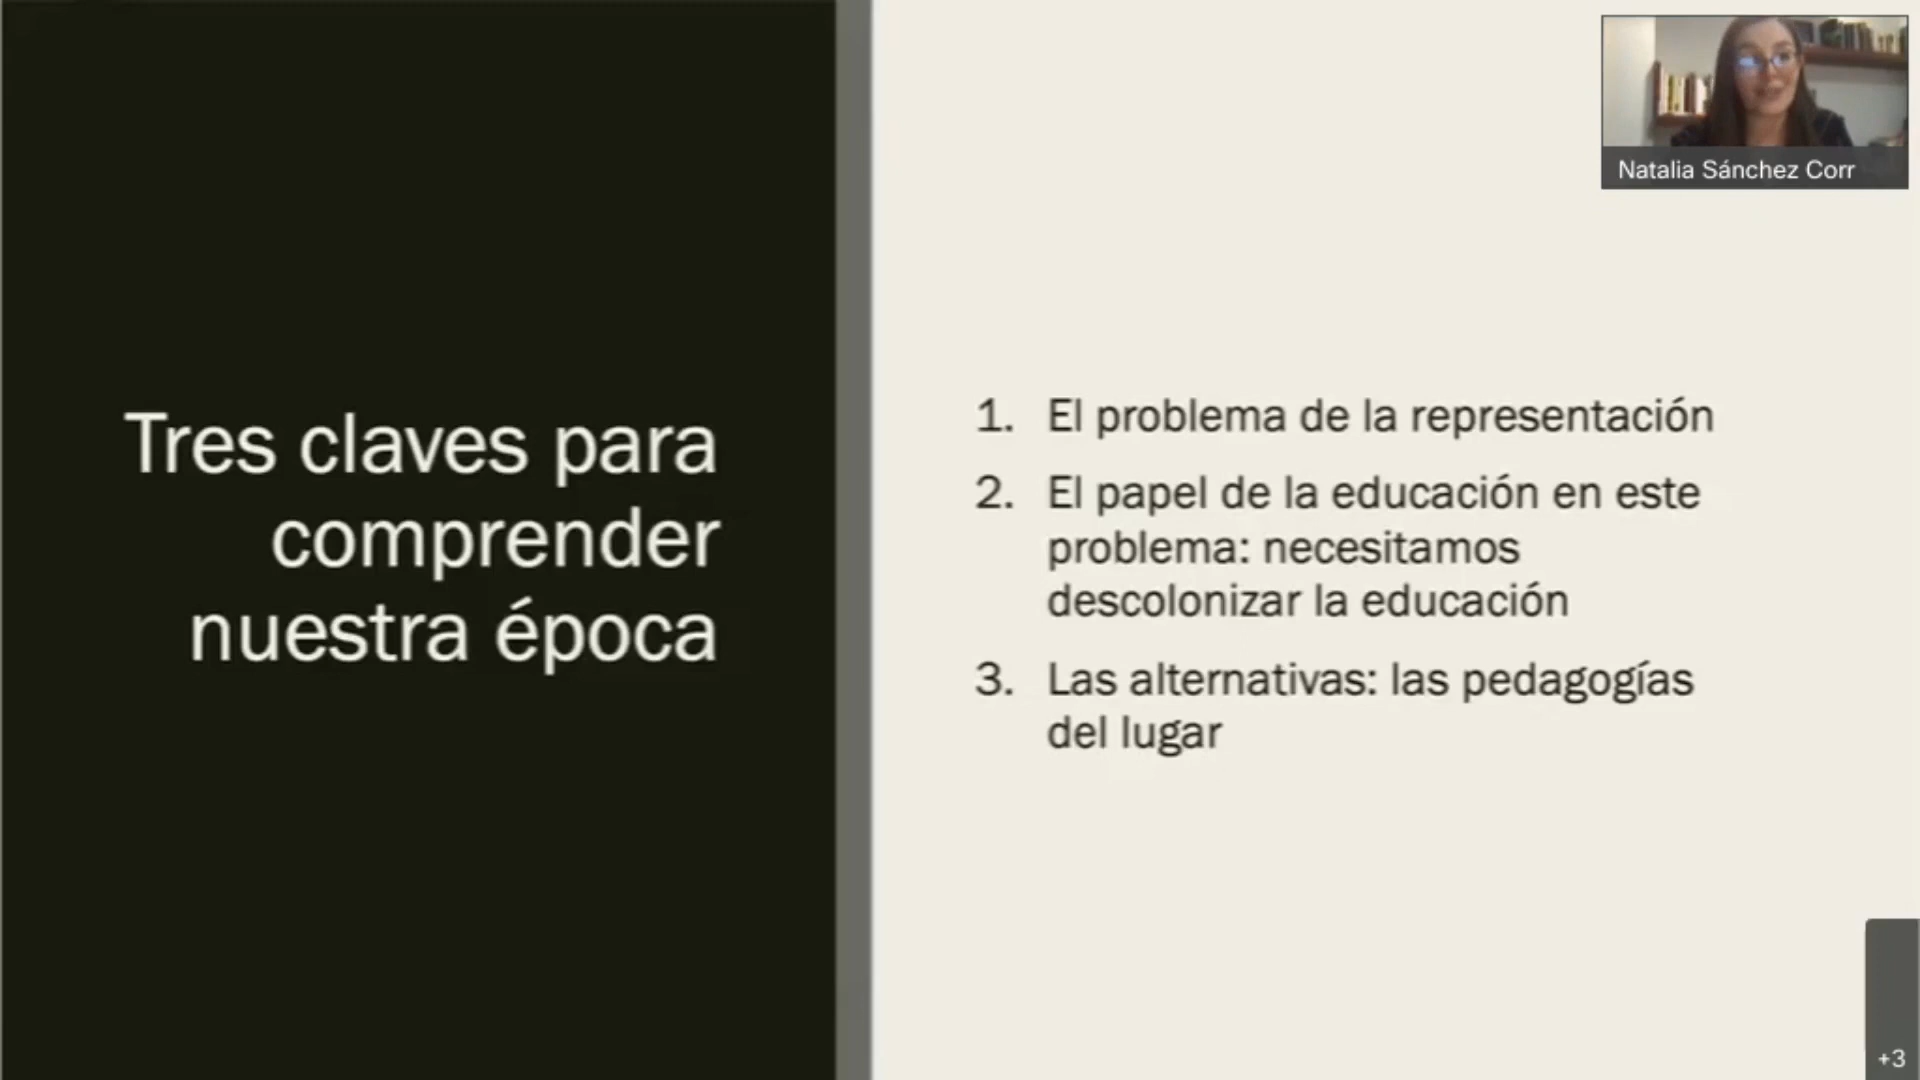 Tres claves para
comprender
nuestra época
1. El problema de la representación
2. El papel de la educación en este
problema: necesitamos
descolonizar la educación
3. Las alternativas: las pedagogías
del lugar
Natalia Sánchez Corr
+3